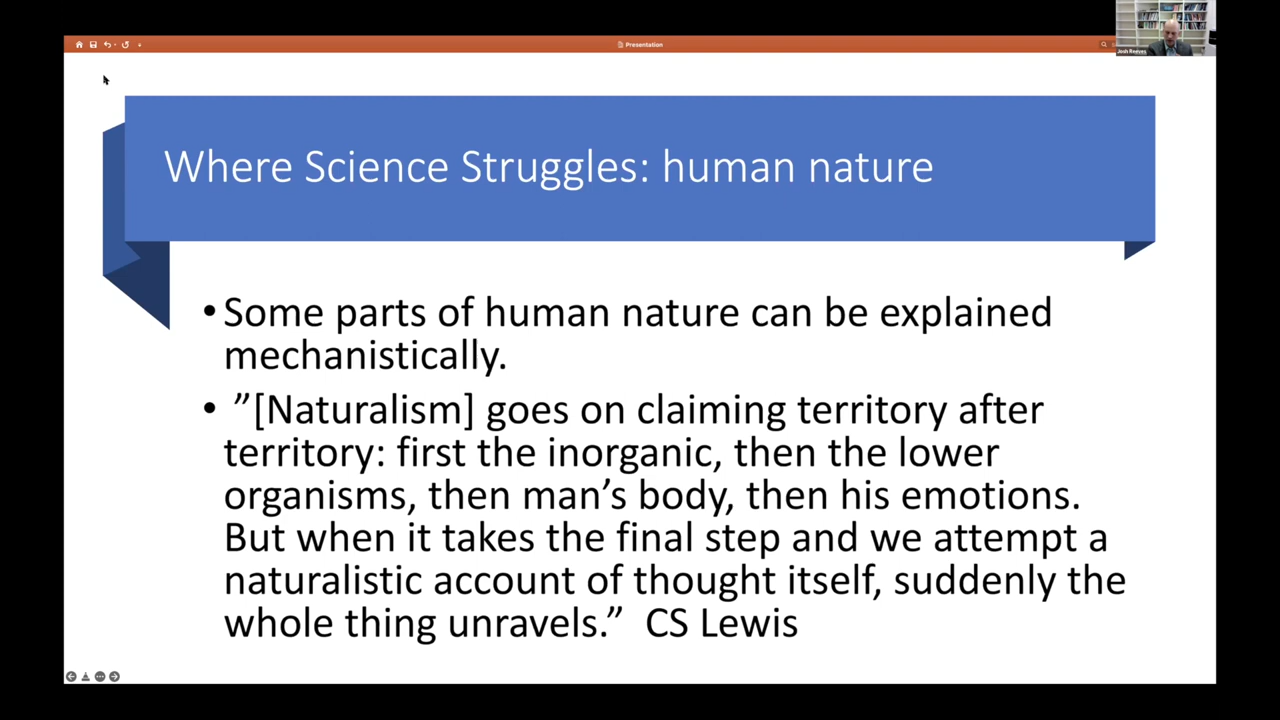 Presentation
Josh Reeves
Where Science Struggles: human nature
•Some parts of human nature can be explained
mechanistically.
• ”[Naturalism] goes on claiming territory after
territory: first the inorganic, then the lower
organisms, then man’s body, then his emotions.
But when it takes the final step and we attempt a
naturalistic account of thought itself, suddenly the
whole thing unravels.” CS Lewis